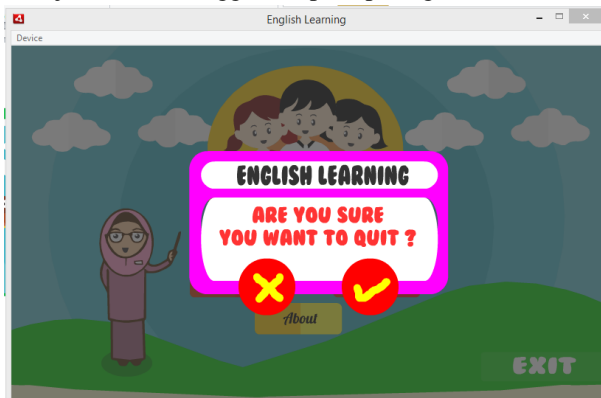 English Learning
Device
ENGLISH LEARNING
ARE YOU SURE
YOU WANT TO QUIT ?
About
EXIT